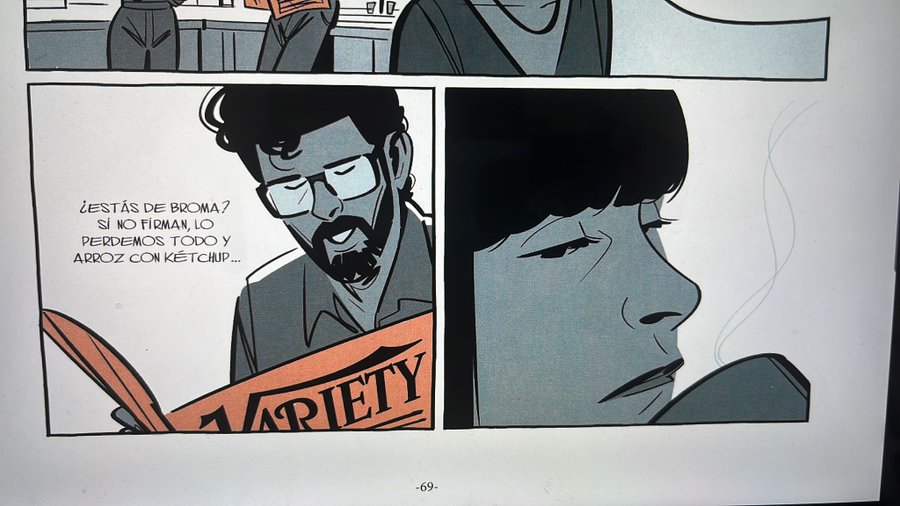 ¿ESTÁS DE BROMA?
SI NO FIRMAN, LO
PERDEMOS TODO Y
ARROZ CON KÉTCHUP...
VARIETY
-69-